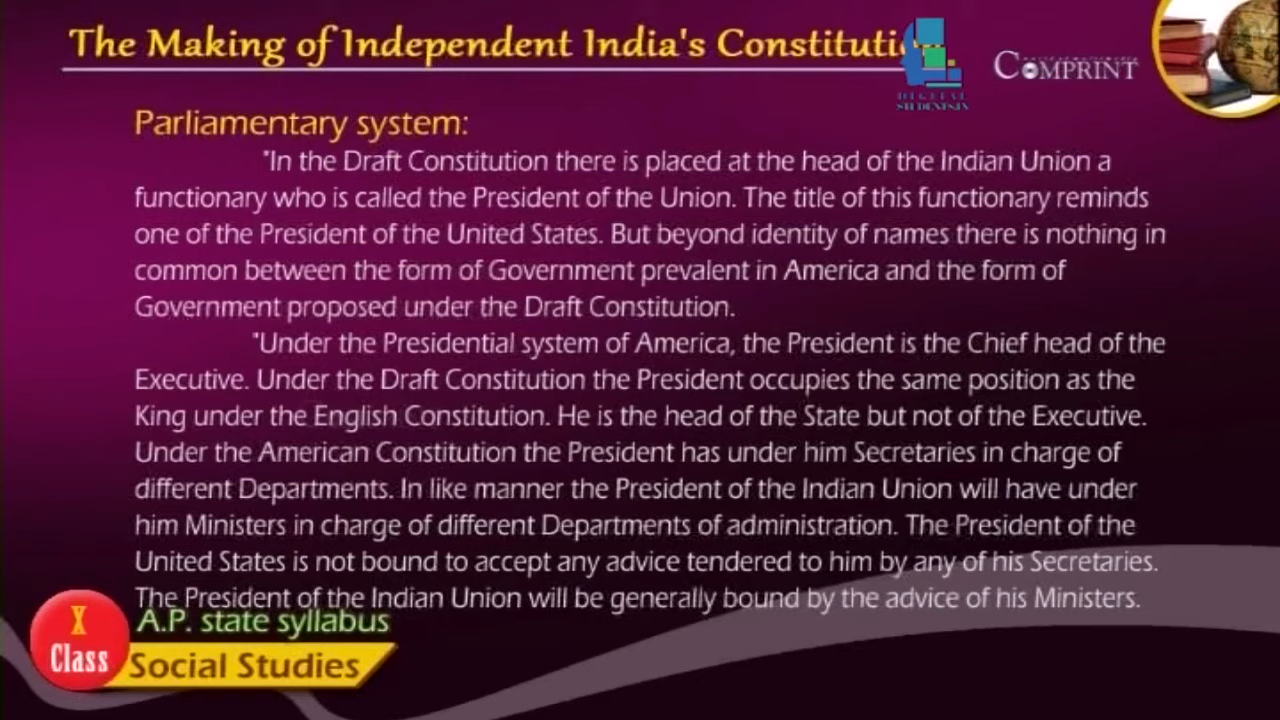 The Making of Independent India's Constituti
COMPRINT
Parliamentary system:
"In the Draft Constitution there is placed at the head of the Indian Union a
functionary who is called the President of the Union. The title of this functionary reminds
one of the President of the United States. But beyond identity of names there is nothing in
common between the form of Government prevalent in America and the form of
Government proposed under the Draft Constitution.
"Under the Presidential system of America, the President is the Chief head of the
Executive. Under the Draft Constitution the President occupies the same position as the
King under the English Constitution. He is the head of the State but not of the Executive.
Under the American Constitution the President has under him Secretaries in charge of
different Departments. In like manner the President of the Indian Union will have under
him Ministers in charge of different Departments of administration. The President of the
United States is not bound to accept any advice tendered to him by any of his Secretaries.
The President of the Indian Union will be generally bound by the advice of his Ministers.
X
Class
A.P. state syllabus
Social Studies